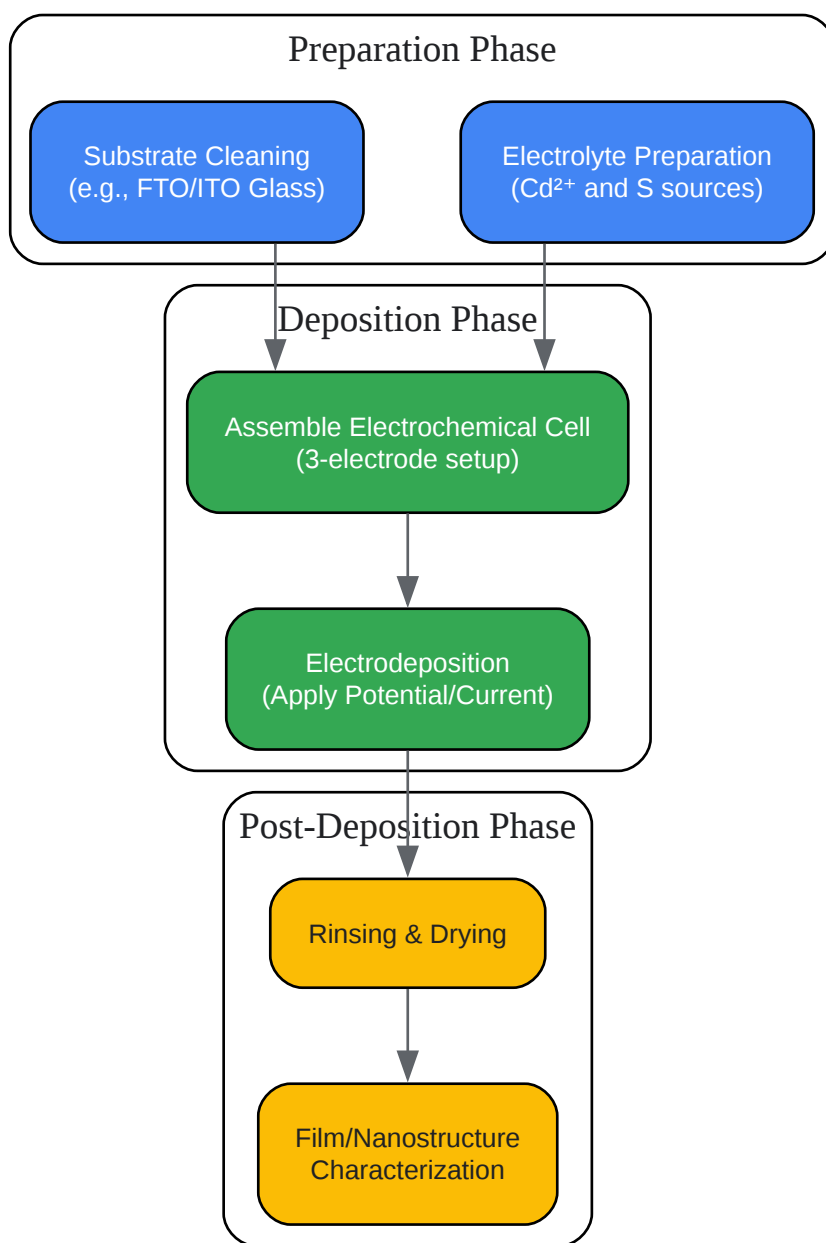 Preparation Phase
Substrate Cleaning
(e.g., FTO/ITO Glass)
Electrolyte Preparation
(Cd²⁺ and S sources)
Deposition Phase
Assemble Electrochemical Cell
(3-electrode setup)
Electrodeposition
(Apply Potential/Current)
Post-Deposition Phase
Rinsing & Drying
Film/Nanostructure
Characterization